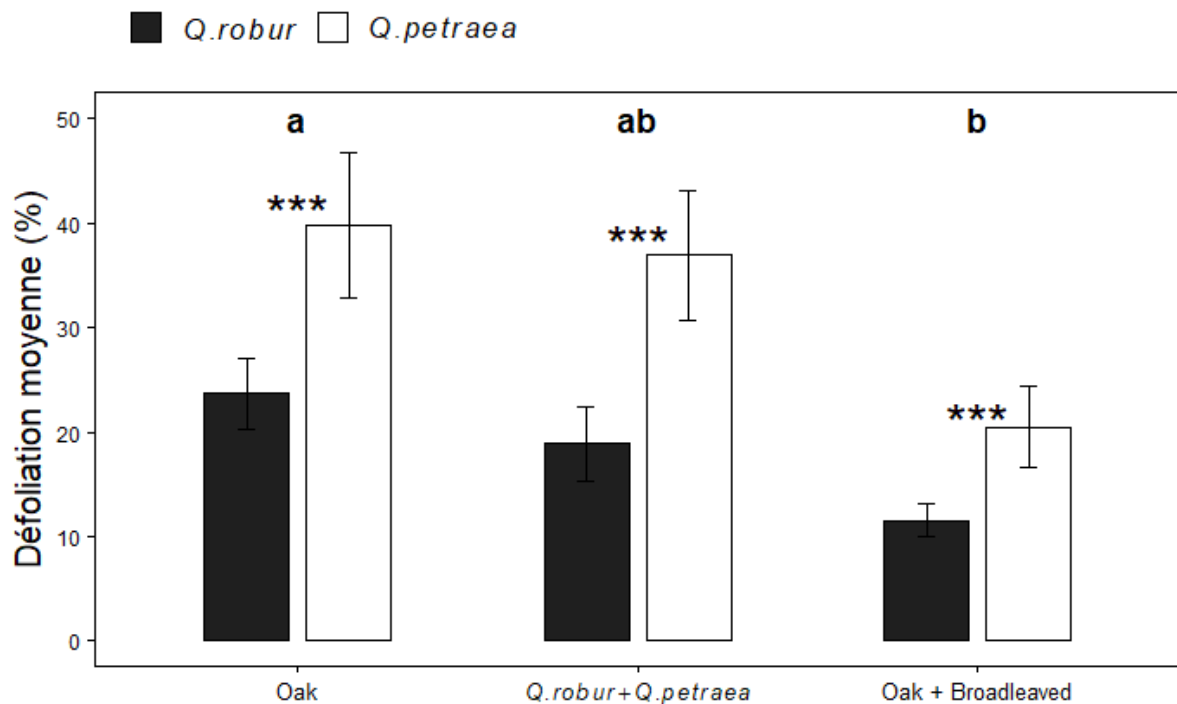 Q.robur Q.petraea
Défoliation moyenne (%)
50
40
30
20
10
0
a ab b
*** *** ***
Oak Q.robur+Q.petraea Oak + Broadleaved